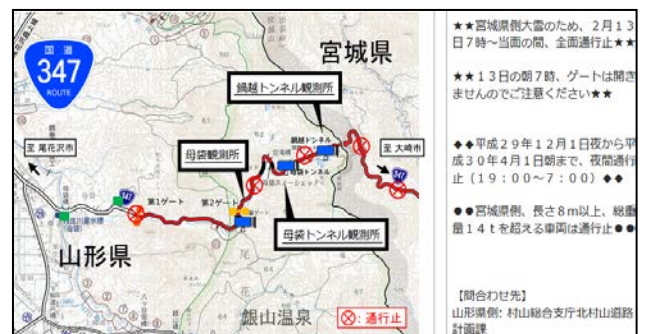 国道
347
ROUTE
宮城県
鍋越トンネル観測所
至 尾花沢市
母袋観測所
鍋越トンネル
至 大崎市
347
母袋トンネル
347
第1ゲート
第2ゲート
母袋トンネル観測所
山形県
尾
花
銀山温泉
：通行止
★★宮城県側大雪のため、２月１３
日７時～当面の間、全面通行止★★
★★１３日の朝７時、ゲートは開き
ませんのでご注意ください★★
◆◆平成２９年１２月１日夜から平
成３０年４月１日朝まで、夜間通行
止（１９：００～７：００）◆◆
●●宮城県側、長さ８ｍ以上、総重
量１４ｔを超える車両は通行止●●
【問合わせ先】
山形県側: 村山総合支庁北村山道路
計画課